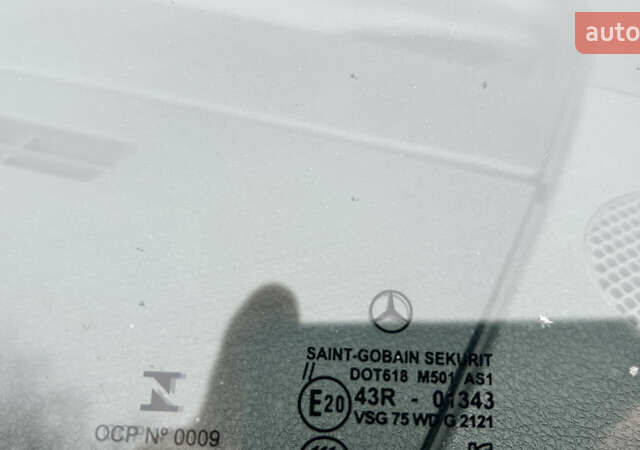 auto
SAINT-GOBAIN SEKURIT
//
DOT618 M501 AS1
E20
43R - 01343
VSG 75 WD G 2121
OCP Nº 0009